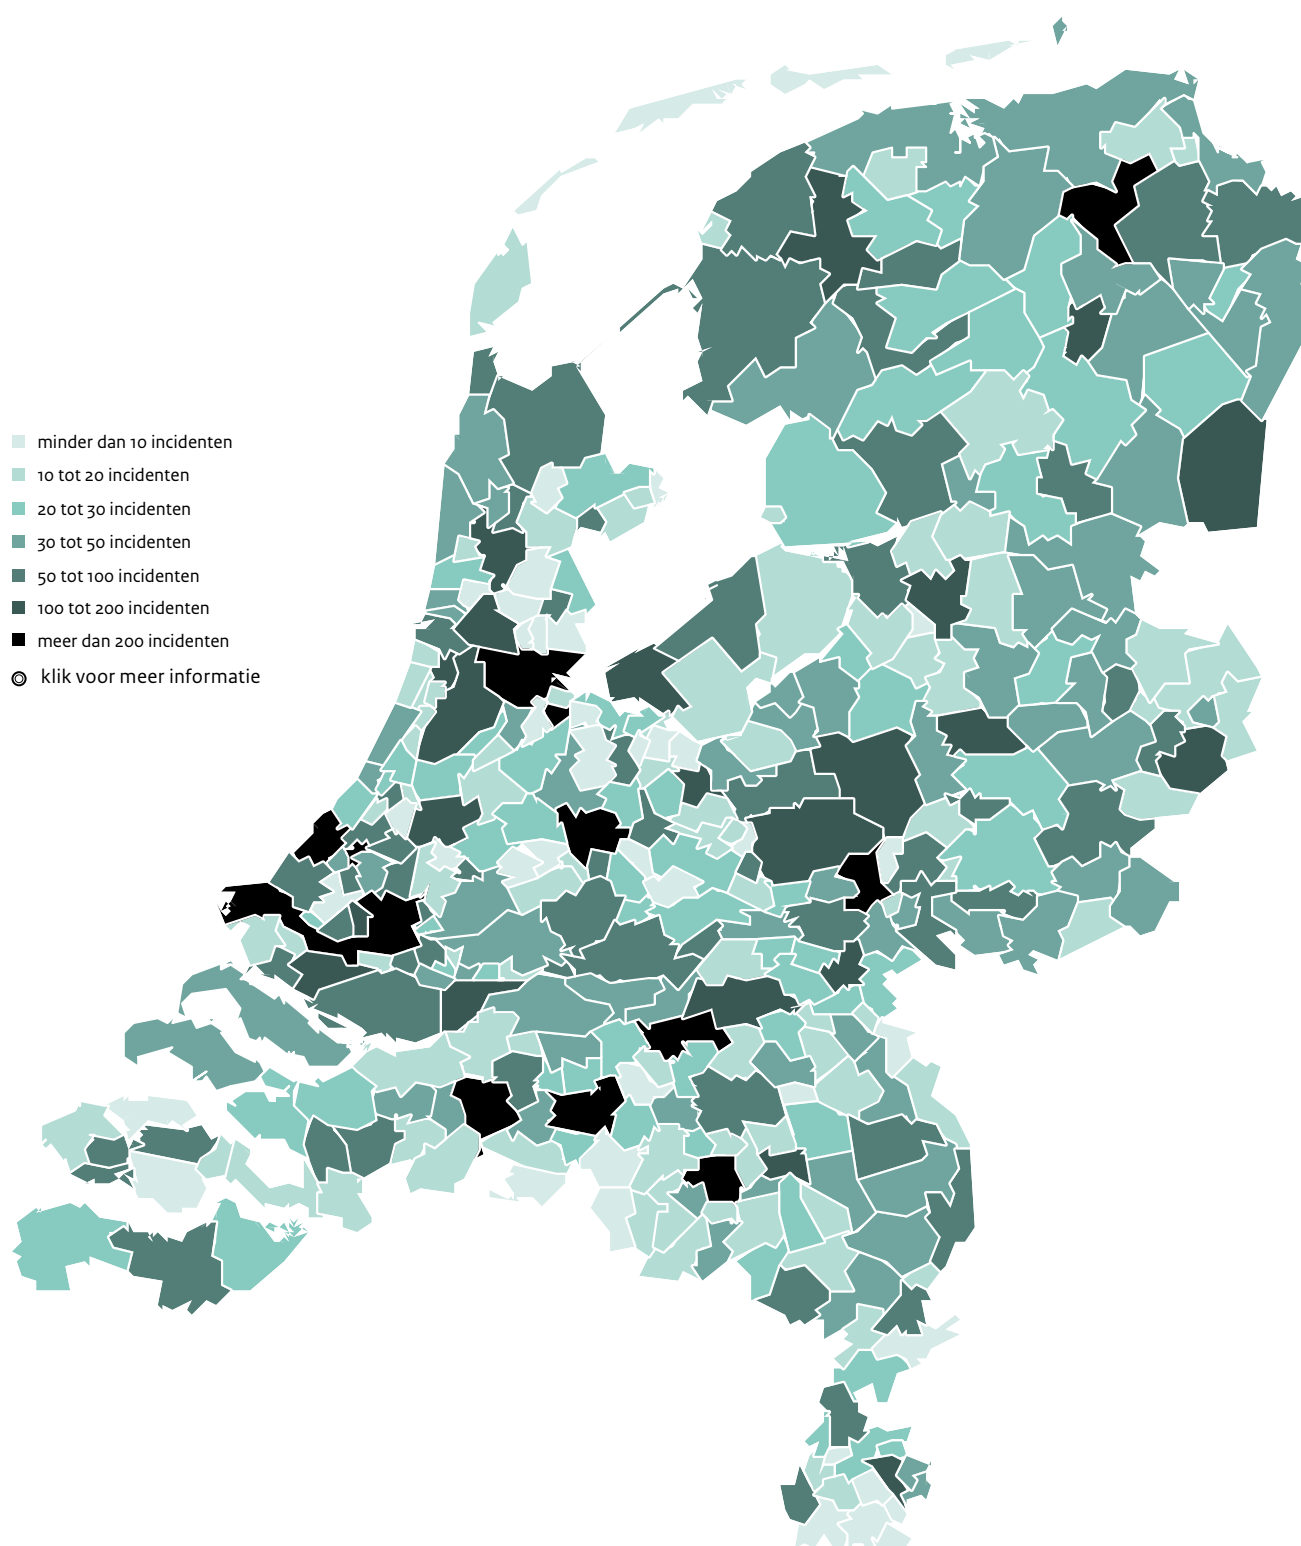 minder dan 10 incidenten
10 tot 20 incidenten
20 tot 30 incidenten
30 tot 50 incidenten
50 tot 100 incidenten
100 tot 200 incidenten
meer dan 200 incidenten
klik voor meer informatie